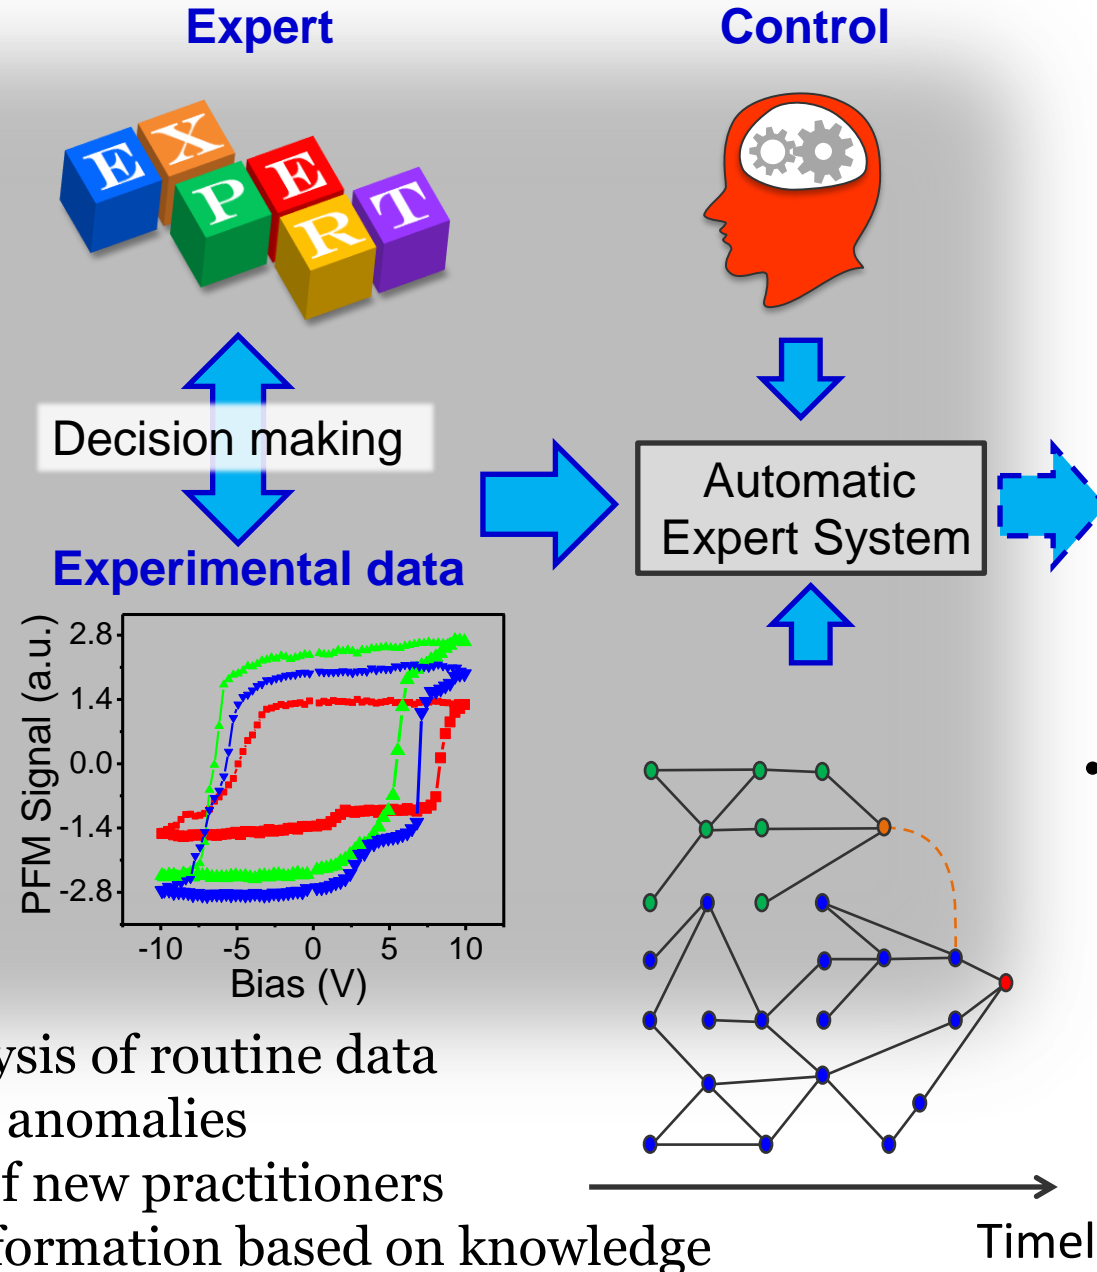 Expert
Control
E X P E R T
Decision making
Automatic
Expert System
Experimental data
PFM Signal (a.u.)
2.8
1.4
0.0
-1.4
-2.8
-10 -5 0 5 10
Bias (V)
•
ysis of routine data
anomalies
f new practitioners
formation based on knowledge
Timel